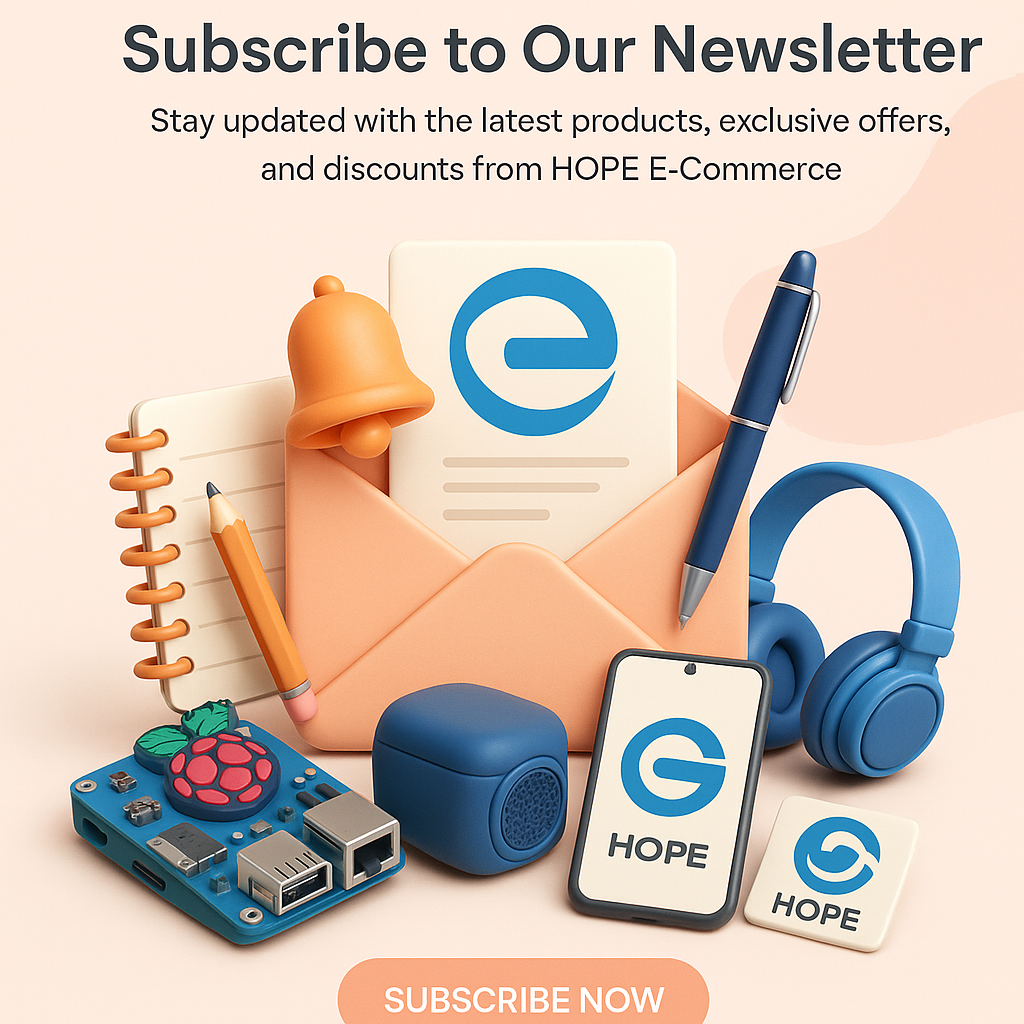 Subscribe to Our Newsletter
Stay updated with the latest products, exclusive offers,
and discounts from HOPE E-Commerce
e
HOPE
HOPE
SUBSCRIBE NOW